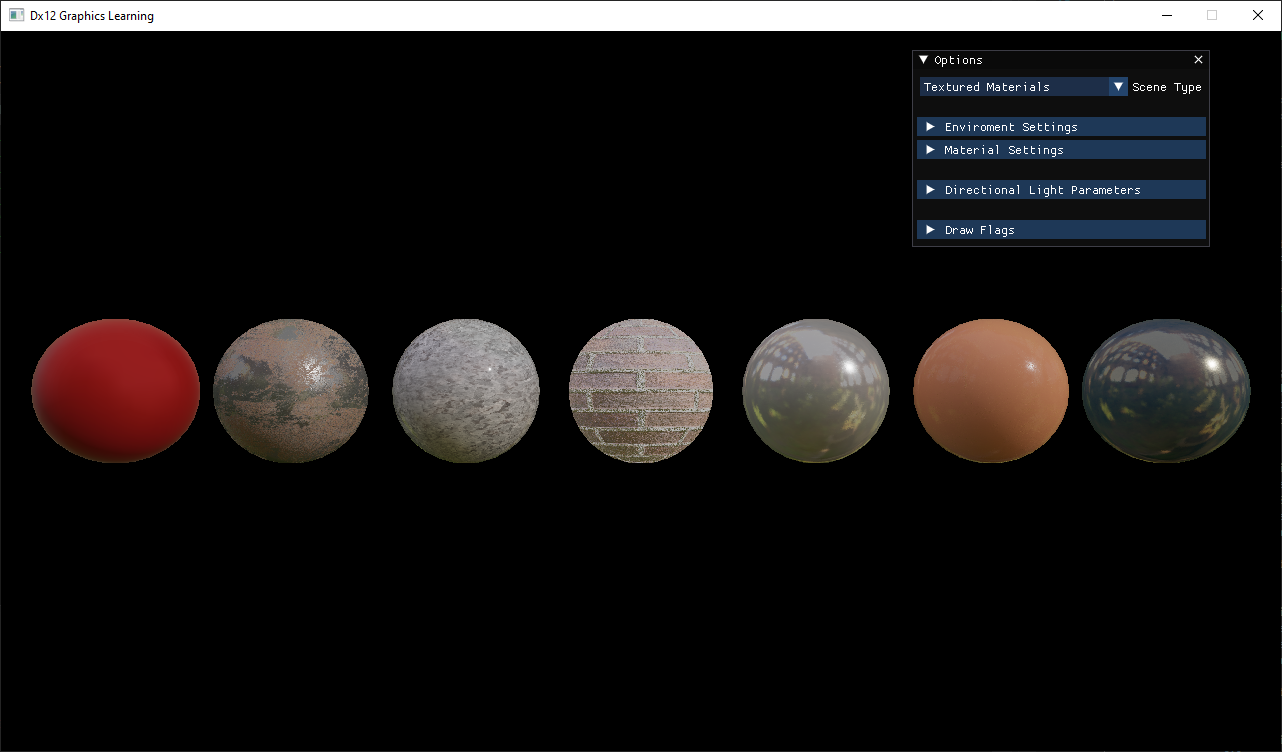 Dx12 Graphics Learning
Options
Textured Materials Scene Type
Enviroment Settings
Material Settings
Directional Light Parameters
Draw Flags